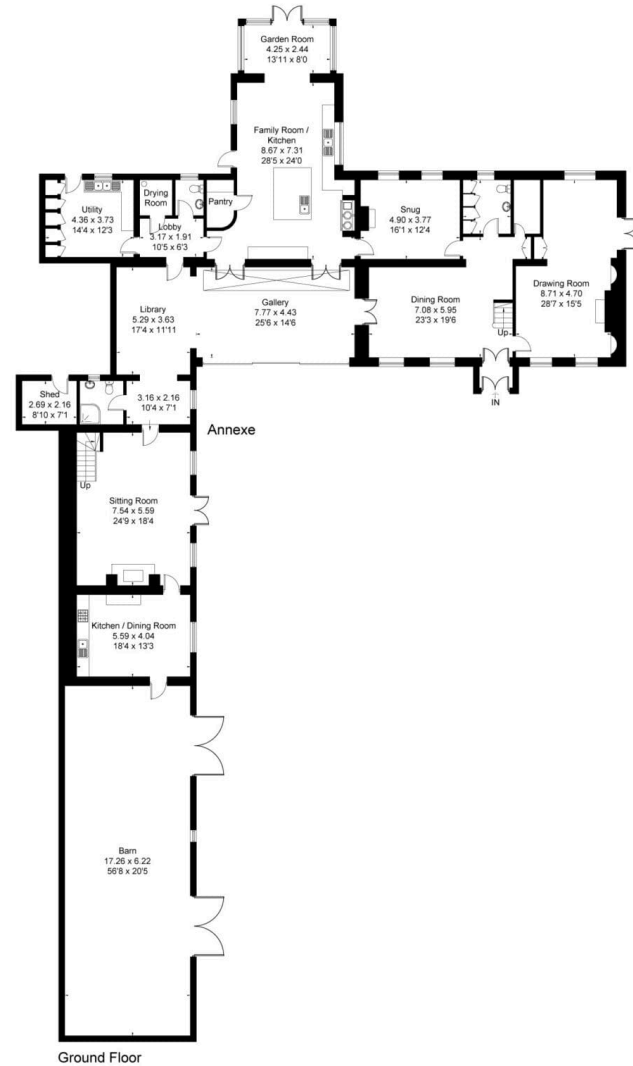 Garden Room
4.25 x 2.44
13'11 x 8'0
Family Room /
Kitchen
8.67 x 7.31
28'5 x 24'0
Drying
Room
Pantry
Utility
4.36 x 3.73
14'4 x 12'3
Lobby
3.17 x 1.91
10'5 x 6'3
Snug
4.90 x 3.77
16'1 x 12'4
Library
5.29 x 3.63
17'4 x 11'11
Gallery
7.77 x 4.43
25'6 x 14'6
Dining Room
7.08 x 5.95
23'3 x 19'6
Up
Drawing Room
8.71 x 4.70
28'7 x 15'5
IN
Shed
2.69 x 2.16
8'10 x 7'1
3.16 x 2.16
10'4 x 7'1
Annexe
Up
Sitting Room
7.54 x 5.59
24'9 x 18'4
Kitchen / Dining Room
5.59 x 4.04
18'4 x 13'3
Barn
17.26 x 6.22
56'8 x 20'5
Ground Floor